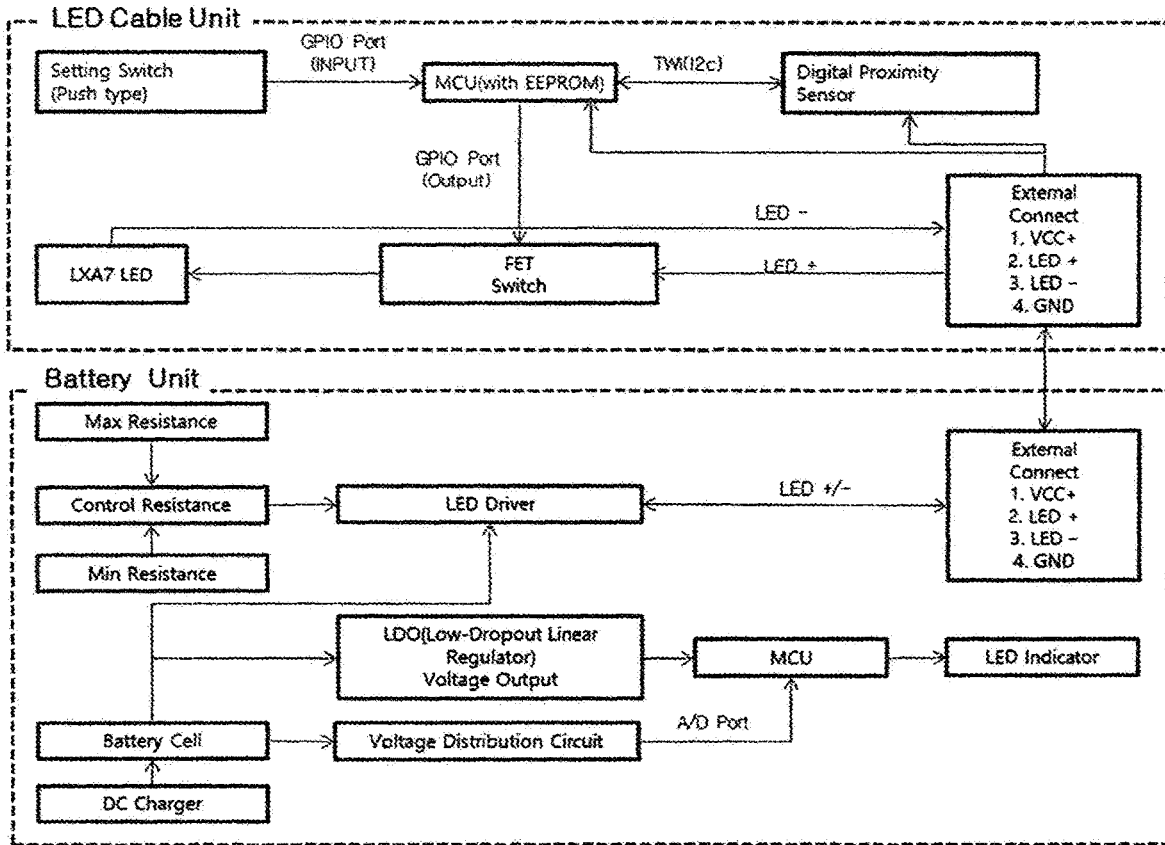 LED Cable Unit
GPIO Port
(INPUT)
Setting Switch
(Push type)
MCU(with EEPROM)
TWI(I2c)
Digital Proximity
Sensor
GPIO Port
(Output)
LED -
External
Connect
1. VCC+
2. LED +
3. LED -
4. GND
LXA7 LED
FET
Switch
LED +
Battery Unit
Max Resistance
Control Resistance
Min Resistance
LED Driver
LED +/-
External
Connect
1. VCC+
2. LED +
3. LED -
4. GND
LDO(Low-Dropout Linear
Regulator)
Voltage Output
MCU
LED Indicator
Battery Cell
Voltage Distribution Circuit
A/D Port
DC Charger